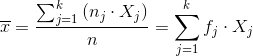 \overline{x} = \frac{\sum_{j=1}^{k} (n_j \cdot X_j)}{n} = \sum_{j=1}^{k} f_j \cdot X_j